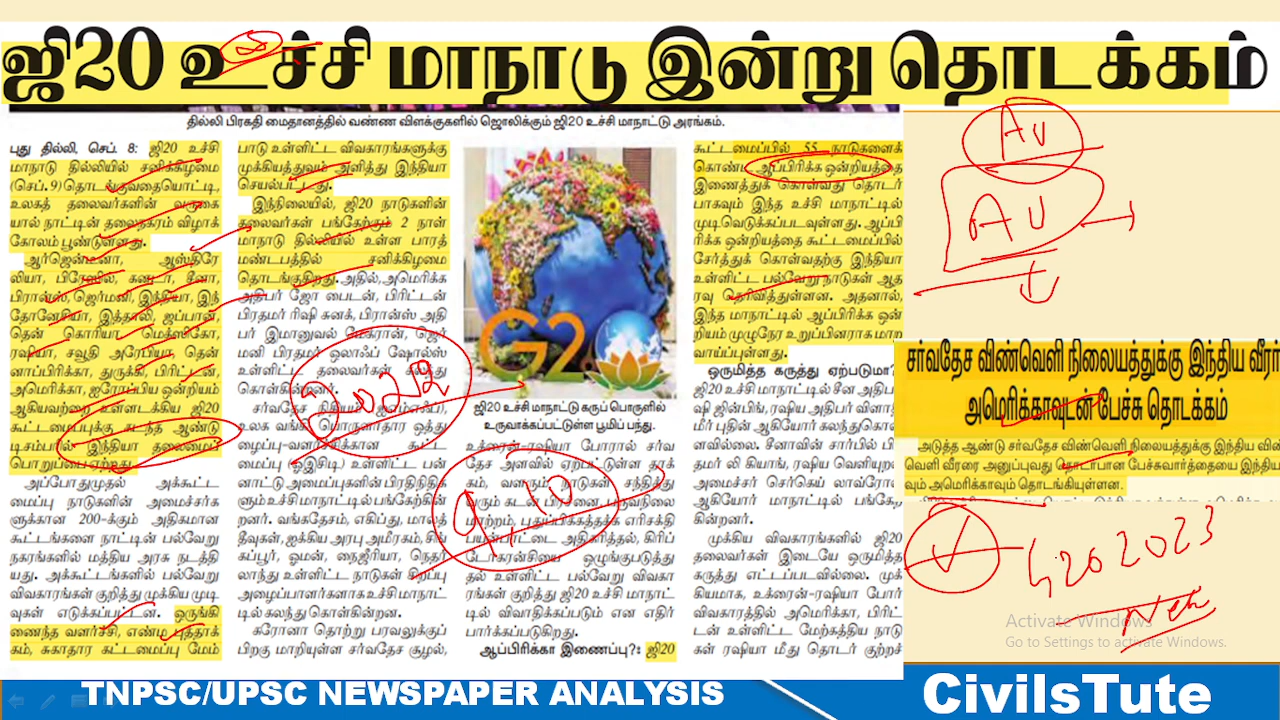 ஜி20 உச்சி மாநாடு இன்று தொடக்கம்
தில்லி பிரகதி மைதானத்தில் வண்ண விளக்குகளில் ஜொலிக்கும் ஜி20 உச்சி மாநாட்டு அரங்கம்.
புது தில்லி, செப். 8: ஜி20 உச்சி
மாநாடு தில்லியில் சனிக்கிழமை
(செப். 9) தொடங்குவதையொட்டி,
உலகத் தலைவர்களின் வருகை
யால் நாட்டின் தலைநகரம் விழாக்
கோலம் பூண்டுள்ளது.
ஆர்ஜென்டீனா, ஆஸ்திரே
லியா, பிரேஸில், கனடா, சீனா,
பிரான்ஸ், ஜெர்மனி, இந்தியா, இந்
தோனேசியா, இத்தாலி, ஜப்பான்,
தென் கொரியா, மெக்ஸிகோ,
ரஷியா, சவூதி அரேபியா, தென்
னாப்பிரிக்கா, துருக்கி, பிரிட்டன்,
அமெரிக்கா, ஐரோப்பிய ஒன்றியம்
ஆகியவற்றை உள்ளடக்கிய ஜி20
கூட்டமைப்புக்கு கடந்த ஆண்டு
டிசம்பரில் இந்தியா தலைமைப்
பொறுப்பை ஏற்றது.
அப்போதுமுதல் அக்கூட்ட
மைப்பு நாடுகளின் அமைச்சர்க
ளுக்கான 200-க்கும் அதிகமான
கூட்டங்களை நாட்டின் பல்வேறு
நகரங்களில் மத்திய அரசு நடத்தி
யது. அக்கூட்டங்களில் பல்வேறு
விவகாரங்கள் குறித்து முக்கிய முடி
வுகள் எடுக்கப்பட்டன. ஒருங்கி
ணைந்த வளர்ச்சி, எண்ம புத்தாக்
கம், சுகாதார கட்டமைப்பு மேம்
பாடு உள்ளிட்ட விவகாரங்களுக்கு
முக்கியத்துவம் அளித்து இந்தியா
செயல்பட்டது.
இந்நிலையில், ஜி20 நாடுகளின்
தலைவர்கள் பங்கேற்கும் 2 நாள்
மாநாடு தில்லியில் உள்ள பாரத்
மண்டபத்தில் சனிக்கிழமை
தொடங்குகிறது. அதில், அமெரிக்க
அதிபர் ஜோ பைடன், பிரிட்டன்
பிரதமர் ரிஷி சுனக், பிரான்ஸ் அதி
பர் இமானுவல் மேக்ரான், ஜெர்
மனி பிரதமர் ஒலாஃப் ஷோல்ஸ்
உள்ளிட்ட தலைவர்கள் கலந்து
கொள்கின்றனர்.
சர்வதேச நிதியம் (ஐஎம்எஃப்),
உலக வங்கி, பொருளாதார ஒத்து
ழைப்பு-வளர்ச்சிக்கான கூட்ட
மைப்பு (ஓஇசிடி) உள்ளிட்ட பன்
னாட்டு அமைப்புகளின் பிரதிநிதிக
ளும் உச்சி மாநாட்டில் பங்கேற்கின்
றனர். வங்கதேசம், எகிப்து, மாலத்
தீவுகள், ஐக்கிய அரபு அமீரகம், சிங்
கப்பூர், ஓமன், நைஜீரியா, நெதர்
லாந்து உள்ளிட்ட நாடுகள் சிறப்பு
அழைப்பாளர்களாக உச்சி மாநாட்
டில் கலந்து கொள்கின்றன.
கரோனா தொற்று பரவலுக்குப்
பிறகு மாறியுள்ள சர்வதேச சூழல்,
G20
ஜி20 உச்சி மாநாட்டு கருப் பொருளில்
உருவாக்கப்பட்டுள்ள பூமிப் பந்து.
உக்ரைன்-ரஷியா போரால் சர்வ
தேச அளவில் ஏற்பட்டுள்ள தாக்
கம், வளரும் நாடுகள் சந்தித்து
வரும் கடன் பிரச்னை, பருவநிலை
மாற்றம், புதுப்பிக்கத்தக்க எரிசக்தி
பயன்பாட்டை அதிகரித்தல், கிரிப்
டோகரன்சியை ஒழுங்குபடுத்து
தல் உள்ளிட்ட பல்வேறு விவகா
ரங்கள் குறித்து ஜி20 உச்சி மாநாட்
டில் விவாதிக்கப்படும் என எதிர்
பார்க்கப்படுகிறது.
ஆப்பிரிக்கா இணைப்பு?: ஜி20
கூட்டமைப்பில் 55 நாடுகளைக்
கொண்ட ஆப்பிரிக்க ஒன்றியத்தை
இணைத்துக் கொள்வது தொடர்
பாகவும் இந்த உச்சி மாநாட்டில்
முடிவெடுக்கப்படவுள்ளது. ஆப்பி
ரிக்க ஒன்றியத்தை கூட்டமைப்பில்
சேர்த்துக் கொள்வதற்கு இந்தியா
உள்ளிட்ட பல்வேறு நாடுகள் ஆத
ரவு தெரிவித்துள்ளன. அதனால்,
இந்த மாநாட்டில் ஆப்பிரிக்க ஒன்
றியம் முழுநேர உறுப்பினராக மாற
வாய்ப்புள்ளது.
ஒருமித்த கருத்து ஏற்படுமா?
ஜி20 உச்சி மாநாட்டில் சீன அதிப
ஷி ஜின்பிங், ரஷிய அதிபர் விளாதி
மீர் புதின் ஆகியோர் கலந்துகொள்
ளவில்லை. சீனாவின் சார்பில் பிர
தமர் லி கியாங், ரஷிய வெளியுற
அமைச்சர் செர்கெய் லாவ்ரோவ்
ஆகியோர் மாநாட்டில் பங்கேற்
கின்றனர்.
முக்கிய விவகாரங்களில் ஜி20
தலைவர்கள் இடையே ஒருமித்த
கருத்து எட்டப்படவில்லை. முக்
கியமாக, உக்ரைன்-ரஷியா போர்
விவகாரத்தில் அமெரிக்கா, பிரிட்
டன் உள்ளிட்ட மேற்கத்திய நாடு
கள் ரஷியா மீது தொடர் குற்றச்
2022
9, 10
AU
AU
சர்வதேச விண்வெளி நிலையத்துக்கு இந்திய வீரர்
அமெரிக்காவுடன் பேச்சு தொடக்கம்
அடுத்த ஆண்டு சர்வதேச விண்வெளி நிலையத்துக்கு இந்திய விண்
வெளி வீரரை அனுப்புவது தொடர்பான பேச்சுவார்த்தையை இந்திய
வும் அமெரிக்காவும் தொடங்கியுள்ளன.
G20 2023
Activate Windows
Go to Settings to activate Windows.
TNPSC/UPSC NEWSPAPER ANALYSIS
CivilsTute